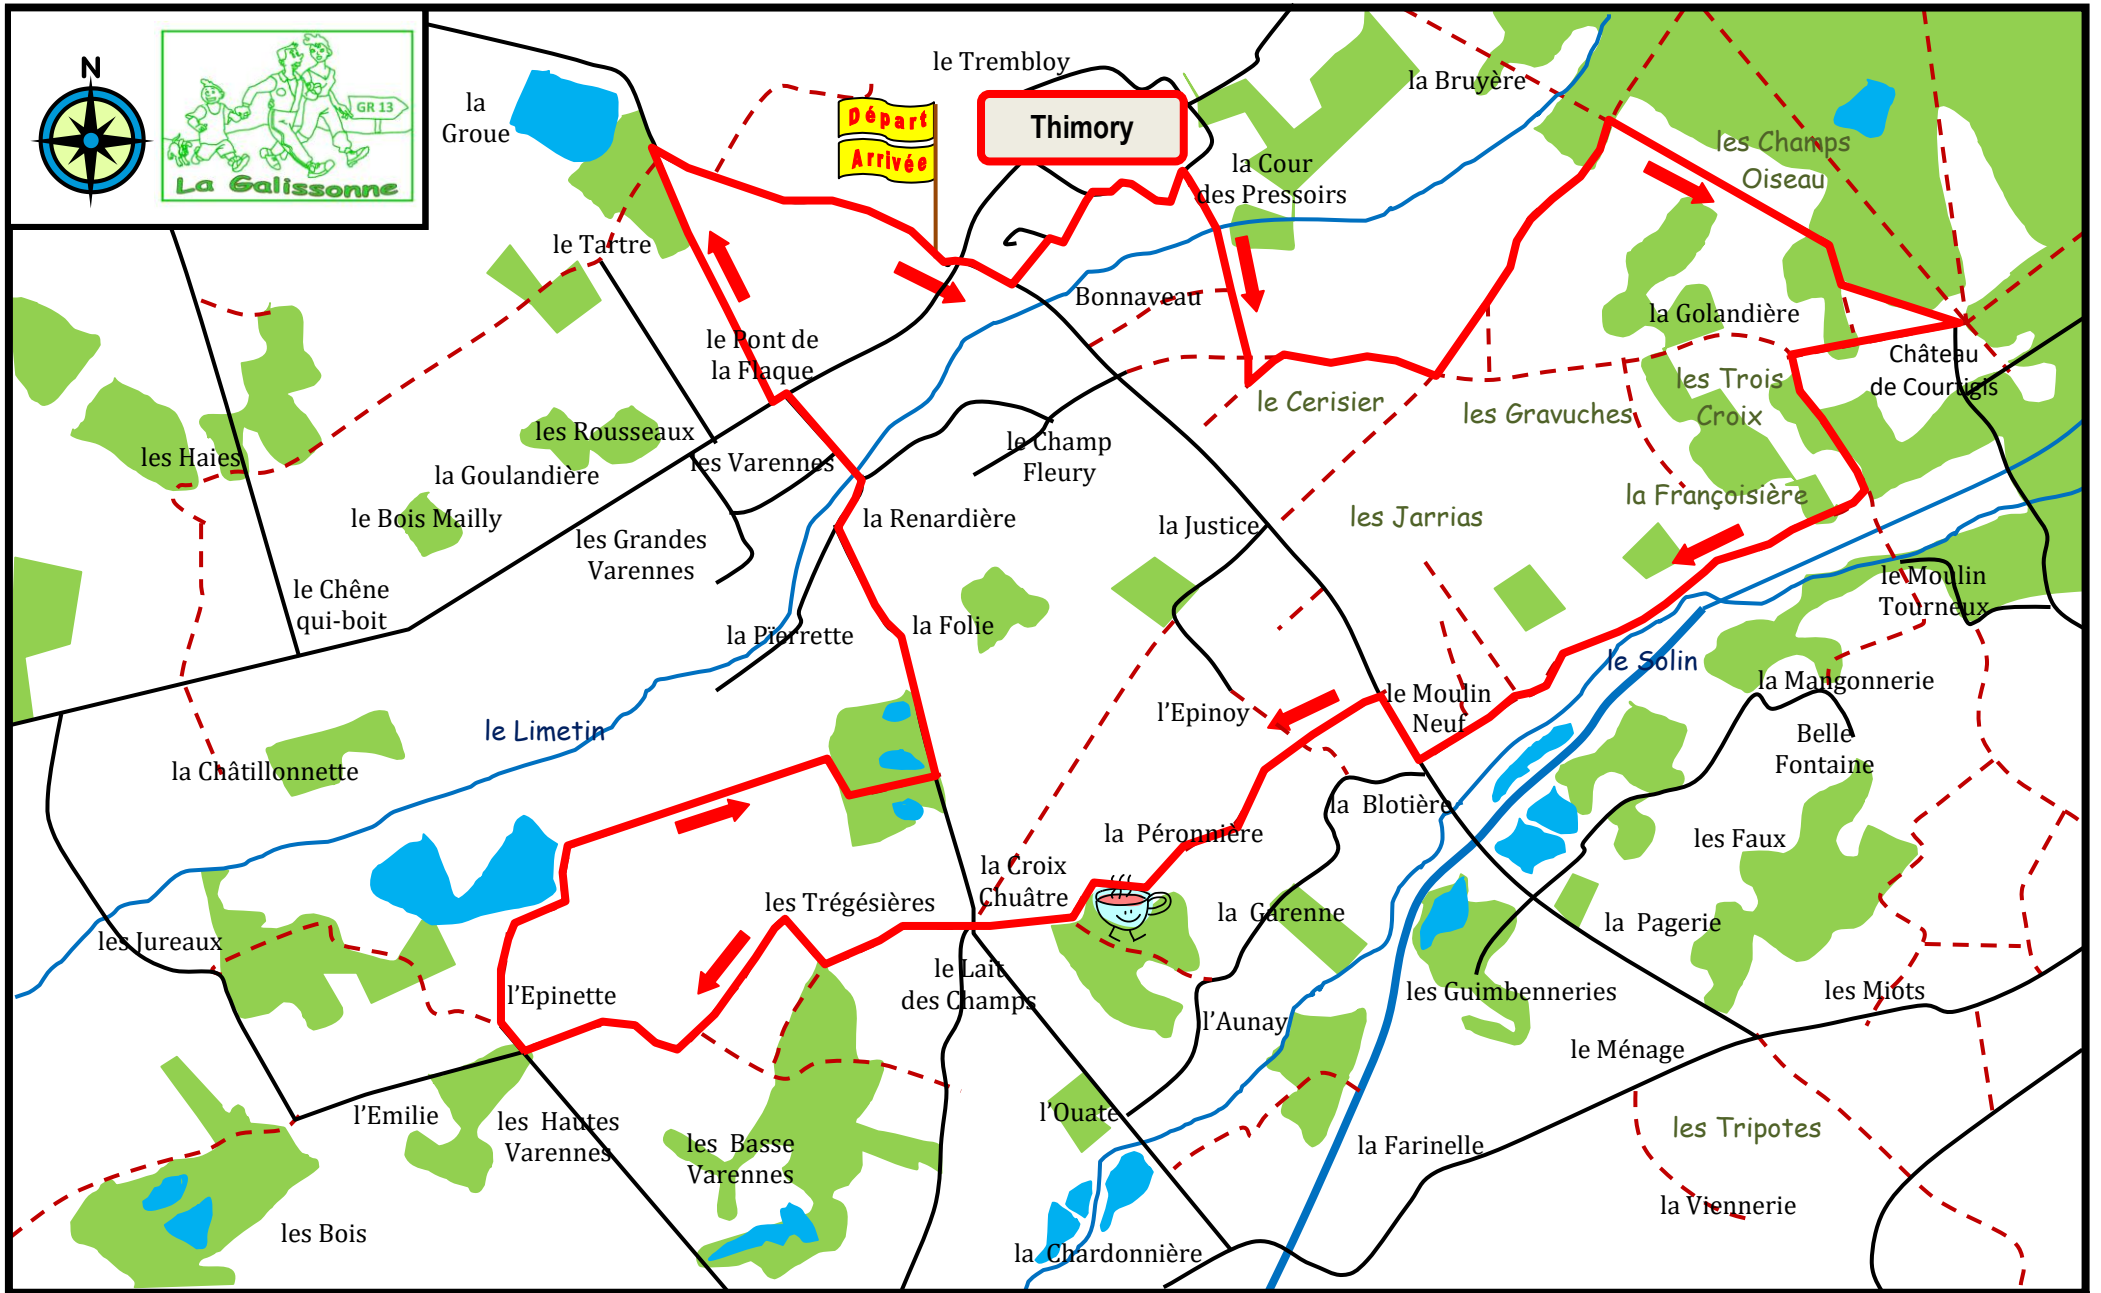 N
GR 13
La Galissonne
la
Groue
le Trembloy
Départ
Arrivée
Thimory
la Bruyère
les Champs
Oiseau
la Cour
des Pressoirs
le Tartre
Bonnaveau
la Golandière
le Pont de
la Flaque
Château
de Courtigis
les Trois
Croix
le Cerisier
les Gravuches
les Rousseaux
les Haies
la Goulandière
les Varennes
le Champ
Fleury
la Françoisière
le Bois Mailly
la Renardière
la Justice
les Jarrias
les Grandes
Varennes
le Chêne
qui-boit
le Moulin
Tourneux
la Pïerrette
la Folie
le Solin
la Mangonnerie
l'Epinoy
le Moulin
Neuf
le Limetin
Belle
Fontaine
la Châtillonnette
la Blotière
la Péronnière
les Faux
la Croix
Chuâtre
les Trégésières
la Garenne
la Pagerie
les Jureaux
le Lait
des Champs
l'Epinette
les Guimbenneries
les Miots
l'Aunay
le Ménage
l'Emilie
les Hautes
Varennes
l'Ouate
les Basse
Varennes
la Farinelle
les Tripotes
la Viennerie
les Bois
la Chardonnière